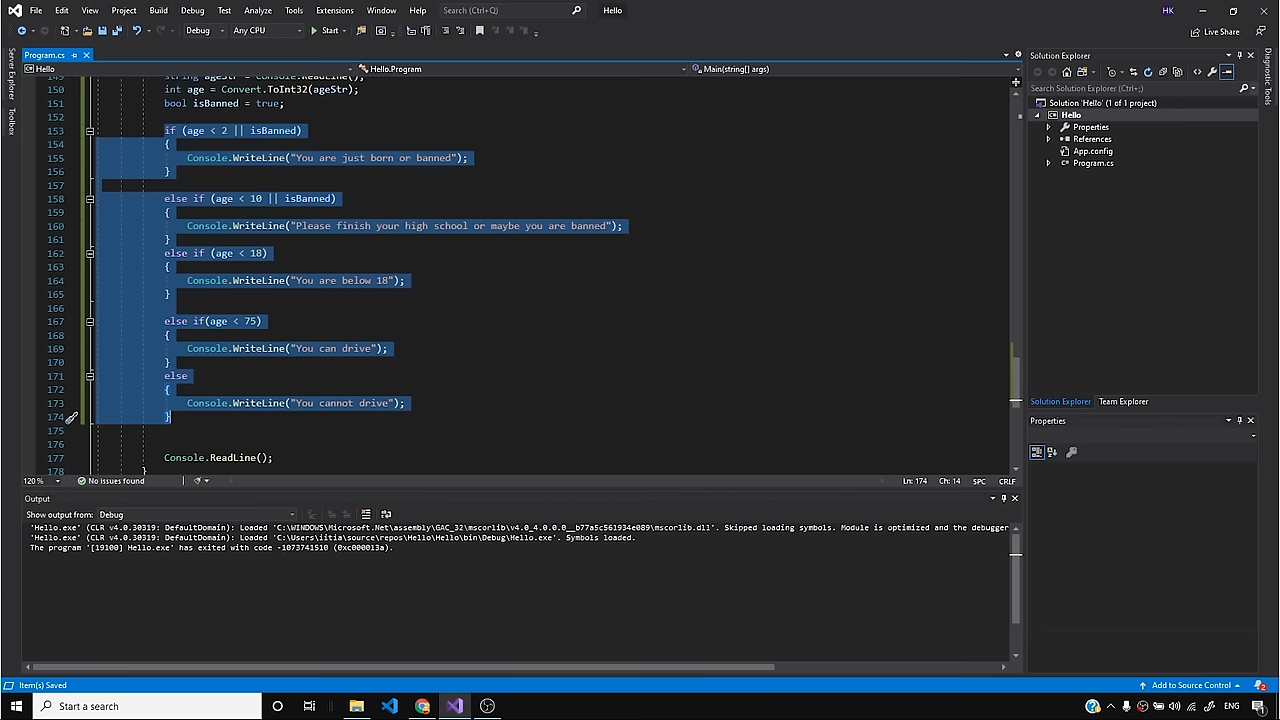 File Edit View Project Build Debug Test Analyze Tools Extensions Window Help Search (Ctrl+Q) Hello HK
Debug Any CPU Start Live Share
Server Explorer
Toolbox
Program.cs
Hello Hello.Program Main(string[] args)
149 string ageStr = Console.ReadLine();
150 int age = Convert.ToInt32(ageStr);
151 bool isBanned = true;
152
153 if (age < 2 || isBanned)
154 {
155 Console.WriteLine("You are just born or banned");
156 }
157
158 else if (age < 10 || isBanned)
159 {
160 Console.WriteLine("Please finish your high school or maybe you are banned");
161 }
162 else if (age < 18)
163 {
164 Console.WriteLine("You are below 18");
165 }
166
167 else if(age < 75)
168 {
169 Console.WriteLine("You can drive");
170 }
171 else
172 {
173 Console.WriteLine("You cannot drive");
174 }
175
176
177 Console.ReadLine();
178 }
120 % No issues found Ln: 174 Ch: 14 SPC CRLF
Output
Show output from: Debug
'Hello.exe' (CLR v4.0.30319: DefaultDomain): Loaded 'C:\WINDOWS\Microsoft.Net\assembly\GAC_32\mscorlib\v4.0_4.0.0.0__b77a5c561934e089\mscorlib.dll'. Skipped loading symbols. Module is optimized and the debugger
'Hello.exe' (CLR v4.0.30319: DefaultDomain): Loaded 'C:\Users\iitia\source\repos\Hello\Hello\bin\Debug\Hello.exe'. Symbols loaded.
The program '[19100] Hello.exe' has exited with code -1073741510 (0xc000013a).
Solution Explorer
Search Solution Explorer (Ctrl+;)
Solution 'Hello' (1 of 1 project)
Hello
Properties
References
App.config
Program.cs
Solution Explorer Team Explorer
Properties
Diagnostic Tools
Item(s) Saved Add to Source Control 2
Start a search ENG